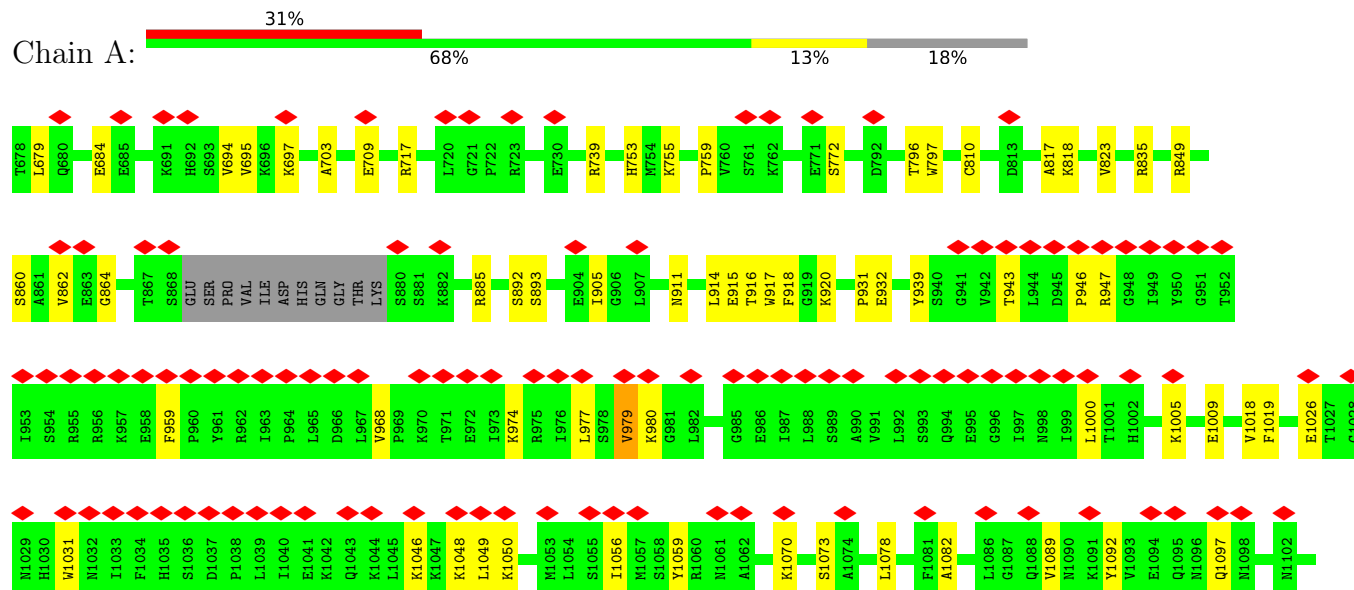 31%
Chain A:
68% 13% 18%
T678 L679 Q680 E684 E685 K691 H692 S693 V694 V695 K696 K697 A703 E709 R717 L720 G721 P722 R723 E730 R739 H753 M754 K755 P759 V760 S761 K762 E771 S772 D792 T796 W797 C810 D813 A817 K818 V823 R835 R849
S860 A861 V862 E863 G864 T867 S868 GLU SER PRO VAL ILE ASP HIS GLN GLY THR LYS S880 S881 K882 R885 S892 S893 E904 I905 G906 L907 N911 L914 E915 T916 W917 F918 G919 K920 P931 E932 Y939 S940 G941 V942 T943 L944 D945 P946 R947 G948 I949 Y950 G951 T952
I953 S954 R955 R956 K957 E958 F959 P960 Y961 R962 I963 P964 L965 D966 L967 V968 P969 K970 T971 E972 I973 K974 R975 I976 L977 S978 V979 K980 G981 L982 G985 E986 I987 L988 S989 A990 V991 L992 S993 Q994 E995 G996 I997 N998 I999 L1000 T1001 H1002 K1005 E1009 V1018 F1019 E1026 T1027 G1028
N1029 H1030 W1031 N1032 I1033 F1034 H1035 S1036 D1037 P1038 L1039 I1040 E1041 K1042 Q1043 K1044 L1045 K1046 K1047 K1048 L1049 K1050 M1053 L1054 S1055 I1056 M1057 S1058 Y1059 R1060 N1061 A1062 K1070 S1073 A1074 L1078 F1081 A1082 L1086 G1087 Q1088 V1089 N1090 K1091 Y1092 V1093 E1094 Q1095 N1096 Q1097 N1098 N1102